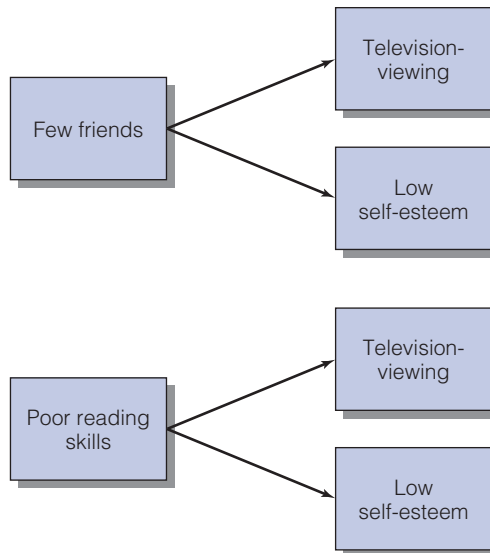 Television-
viewing
Few friends
Low
self-esteem
Television-
viewing
Poor reading
skills
Low
self-esteem